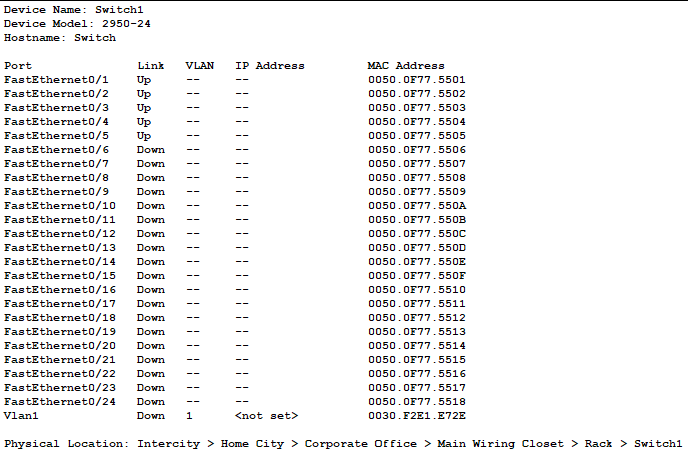 Device Name: Switch1
Device Model: 2950-24
Hostname: Switch
Port Link VLAN IP Address MAC Address
FastEthernet0/1 Up -- -- 0050.0F77.5501
FastEthernet0/2 Up -- -- 0050.0F77.5502
FastEthernet0/3 Up -- -- 0050.0F77.5503
FastEthernet0/4 Up -- -- 0050.0F77.5504
FastEthernet0/5 Up -- -- 0050.0F77.5505
FastEthernet0/6 Down -- -- 0050.0F77.5506
FastEthernet0/7 Down -- -- 0050.0F77.5507
FastEthernet0/8 Down -- -- 0050.0F77.5508
FastEthernet0/9 Down -- -- 0050.0F77.5509
FastEthernet0/10 Down -- -- 0050.0F77.550A
FastEthernet0/11 Down -- -- 0050.0F77.550B
FastEthernet0/12 Down -- -- 0050.0F77.550C
FastEthernet0/13 Down -- -- 0050.0F77.550D
FastEthernet0/14 Down -- -- 0050.0F77.550E
FastEthernet0/15 Down -- -- 0050.0F77.550F
FastEthernet0/16 Down -- -- 0050.0F77.5510
FastEthernet0/17 Down -- -- 0050.0F77.5511
FastEthernet0/18 Down -- -- 0050.0F77.5512
FastEthernet0/19 Down -- -- 0050.0F77.5513
FastEthernet0/20 Down -- -- 0050.0F77.5514
FastEthernet0/21 Down -- -- 0050.0F77.5515
FastEthernet0/22 Down -- -- 0050.0F77.5516
FastEthernet0/23 Down -- -- 0050.0F77.5517
FastEthernet0/24 Down -- -- 0050.0F77.5518
Vlan1 Down 1 <not set> 0030.F2E1.E72E
Physical Location: Intercity > Home City > Corporate Office > Main Wiring Closet > Rack > Switch1